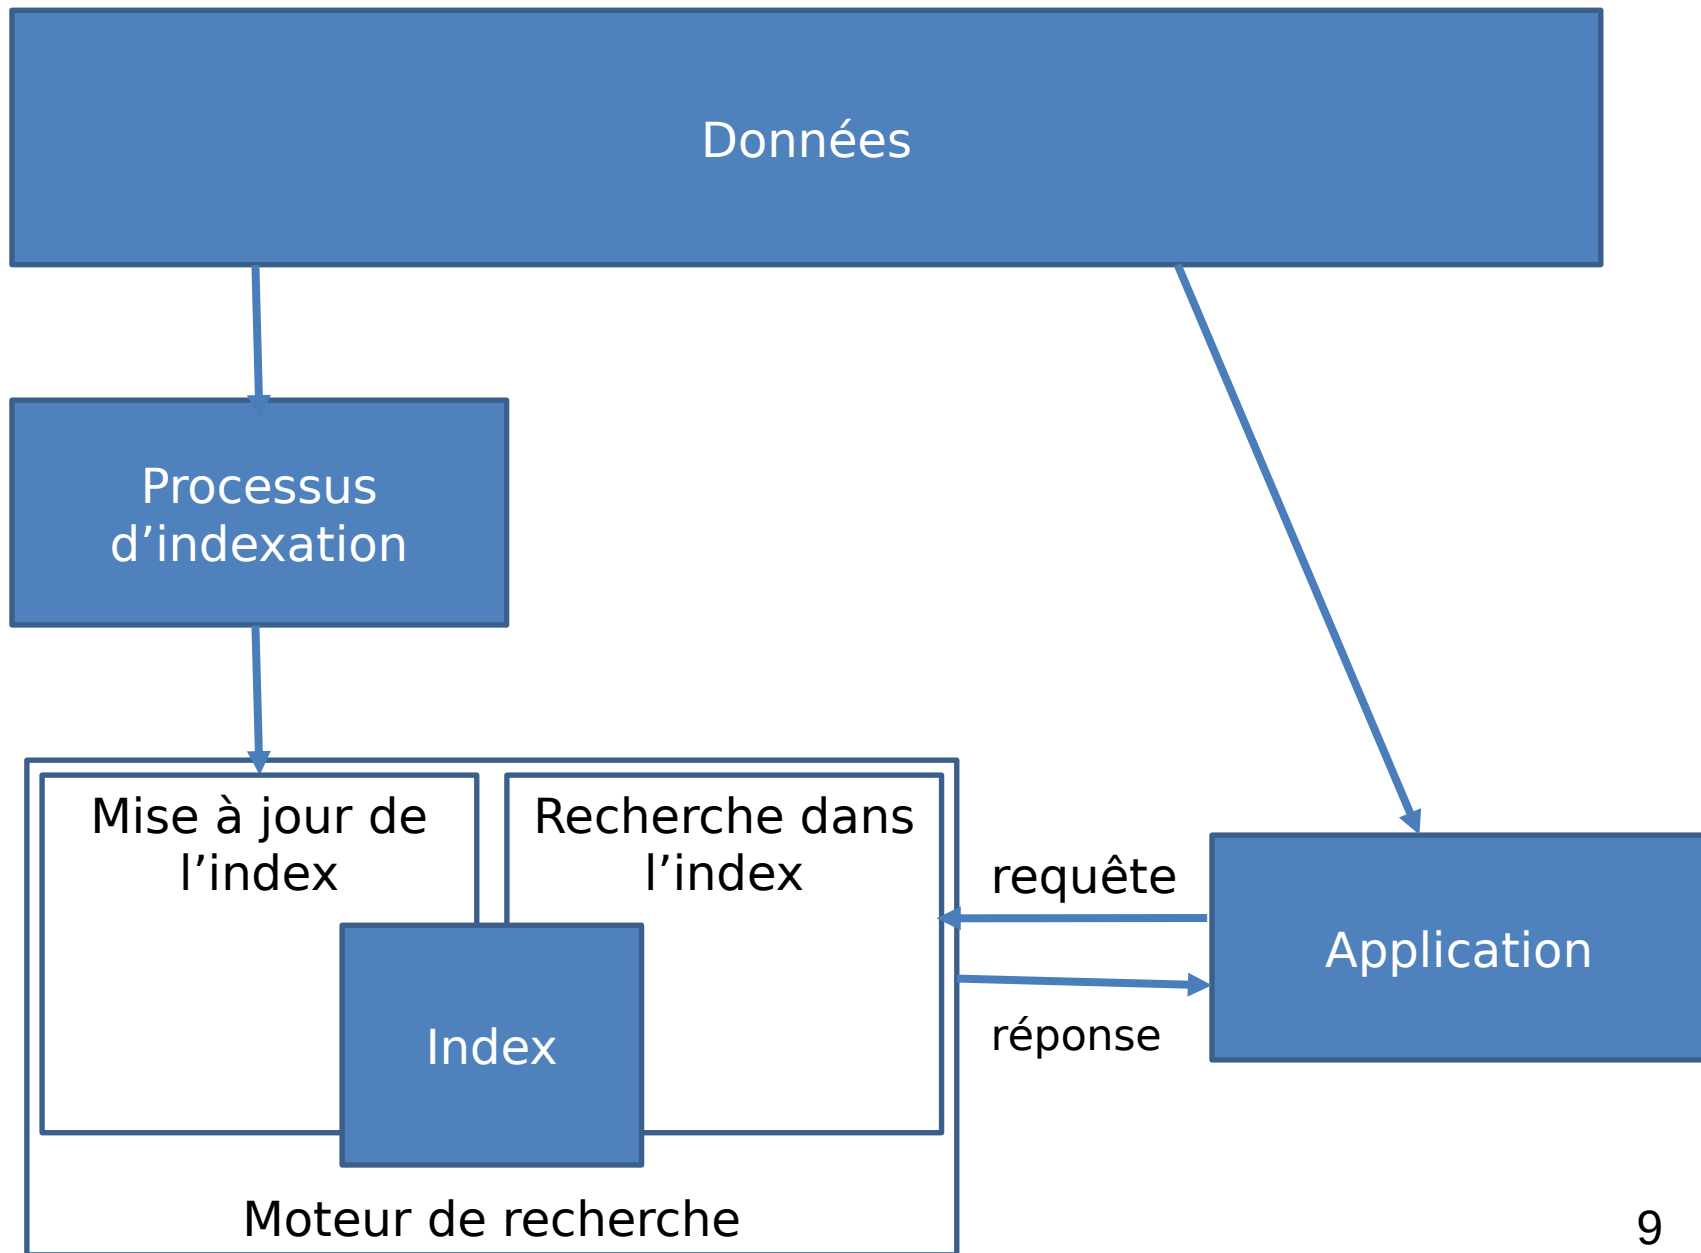 Données
Processus
d’indexation
Mise à jour de
l’index
Recherche dans
l’index
requête
Application
réponse
Index
Moteur de recherche
9